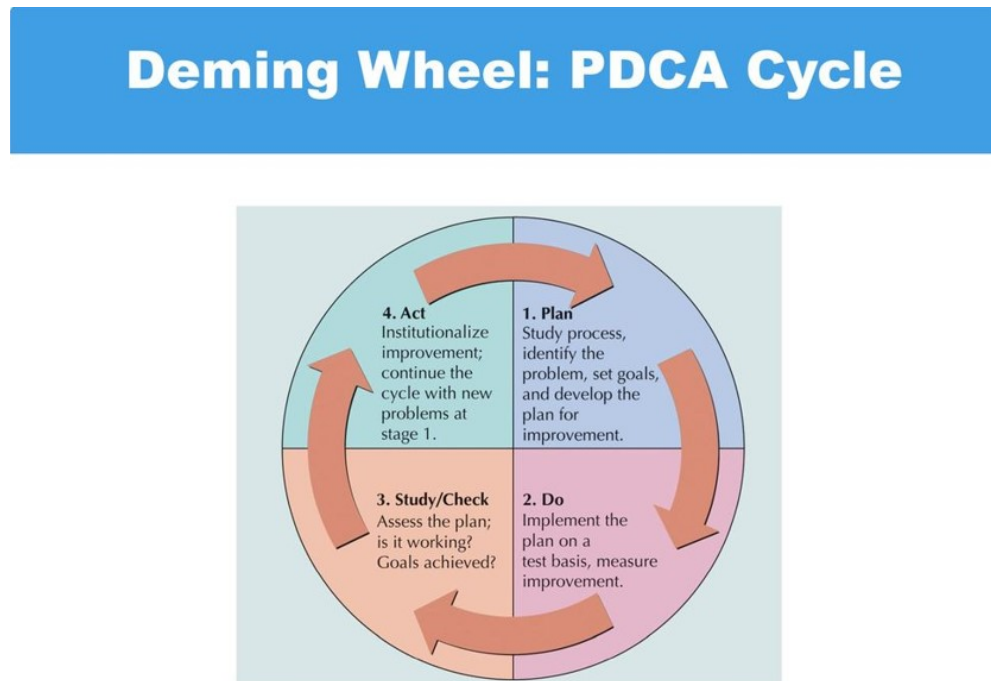 Deming Wheel: PDCA Cycle
4. Act
Institutionalize
improvement;
continue the
cycle with new
problems at
stage 1.
1. Plan
Study process,
identify the
problem, set goals,
and develop the
plan for
improvement.
3. Study/Check
Assess the plan;
is it working?
Goals achieved?
2. Do
Implement the
plan on a
test basis, measure
improvement.